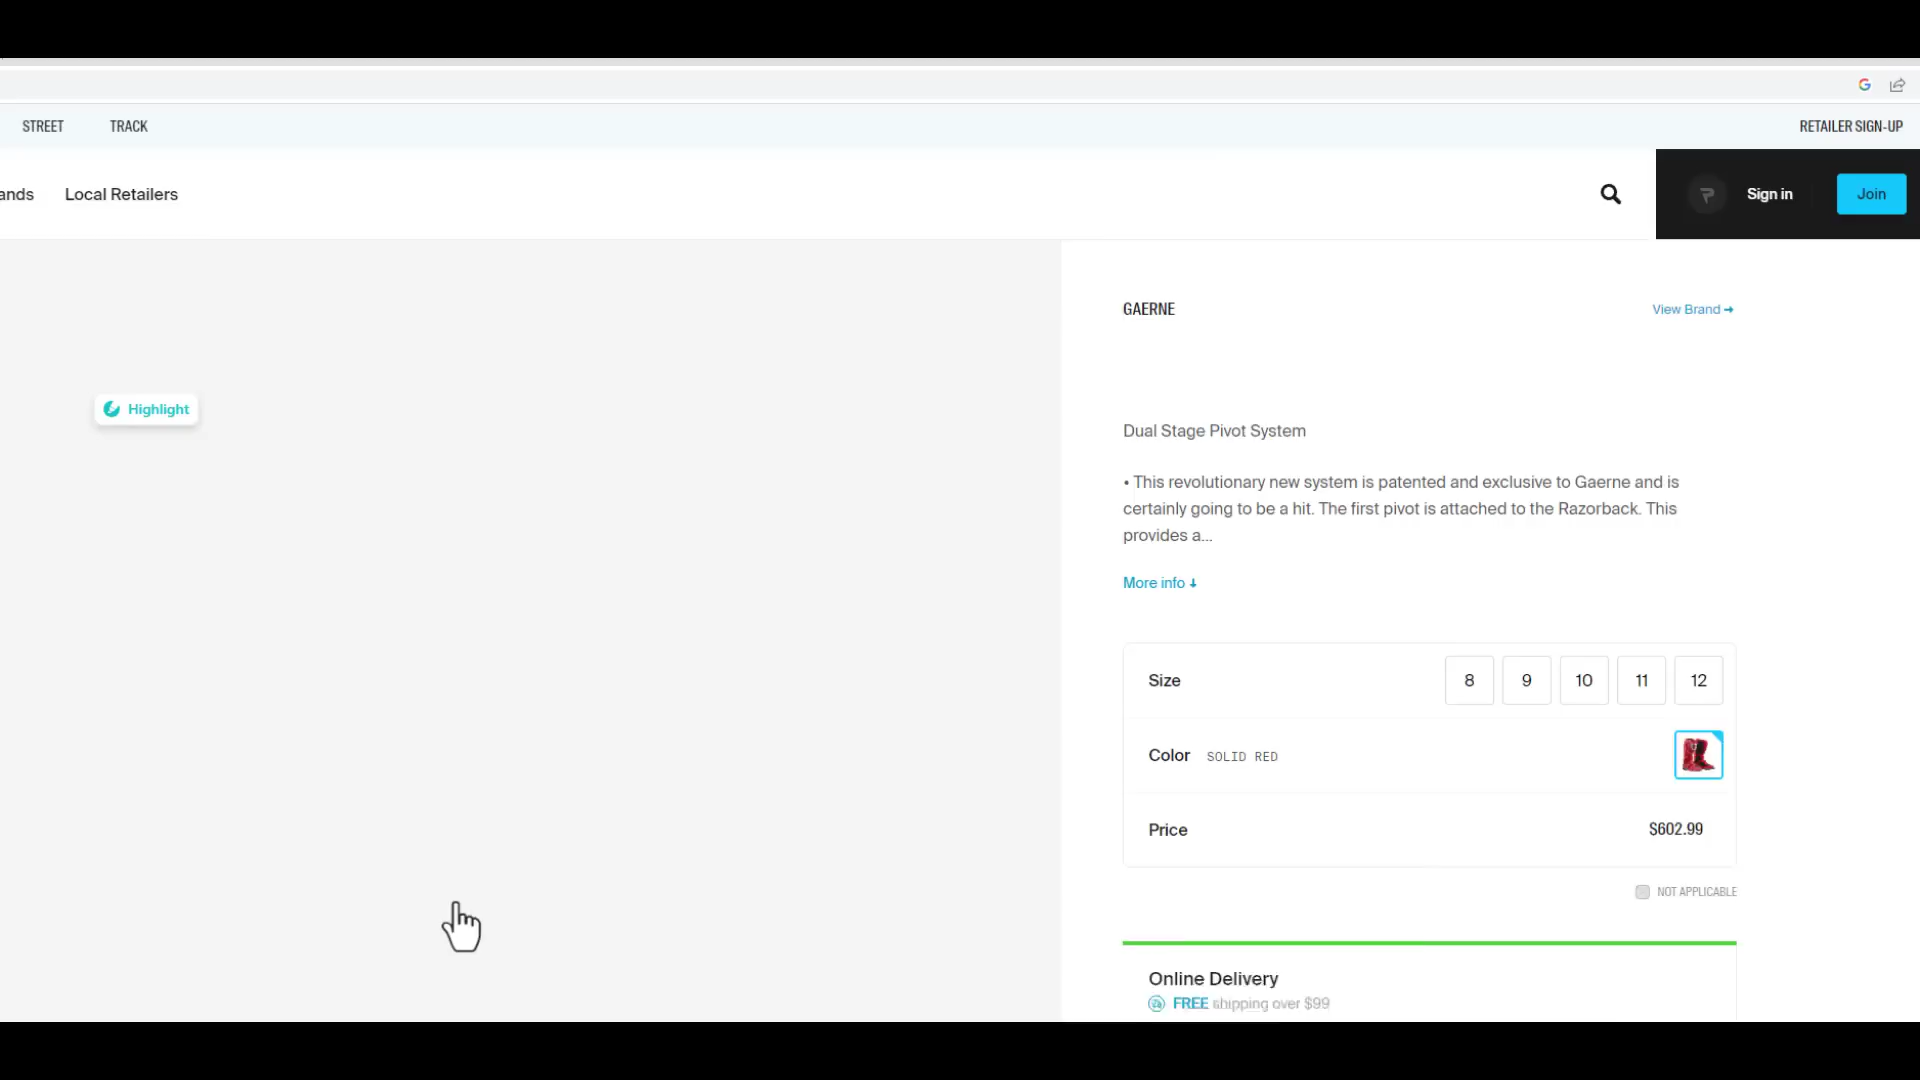 STREET TRACK RETAILER SIGN-UP
ands Local Retailers Sign in Join
GAERNE View Brand →
Highlight
Dual Stage Pivot System
• This revolutionary new system is patented and exclusive to Gaerne and is
certainly going to be a hit. The first pivot is attached to the Razorback. This
provides a...
More info ↓
Size 8 9 10 11 12
Color SOLID RED
Price $602.99
NOT APPLICABLE
Online Delivery
FREE shipping over $99